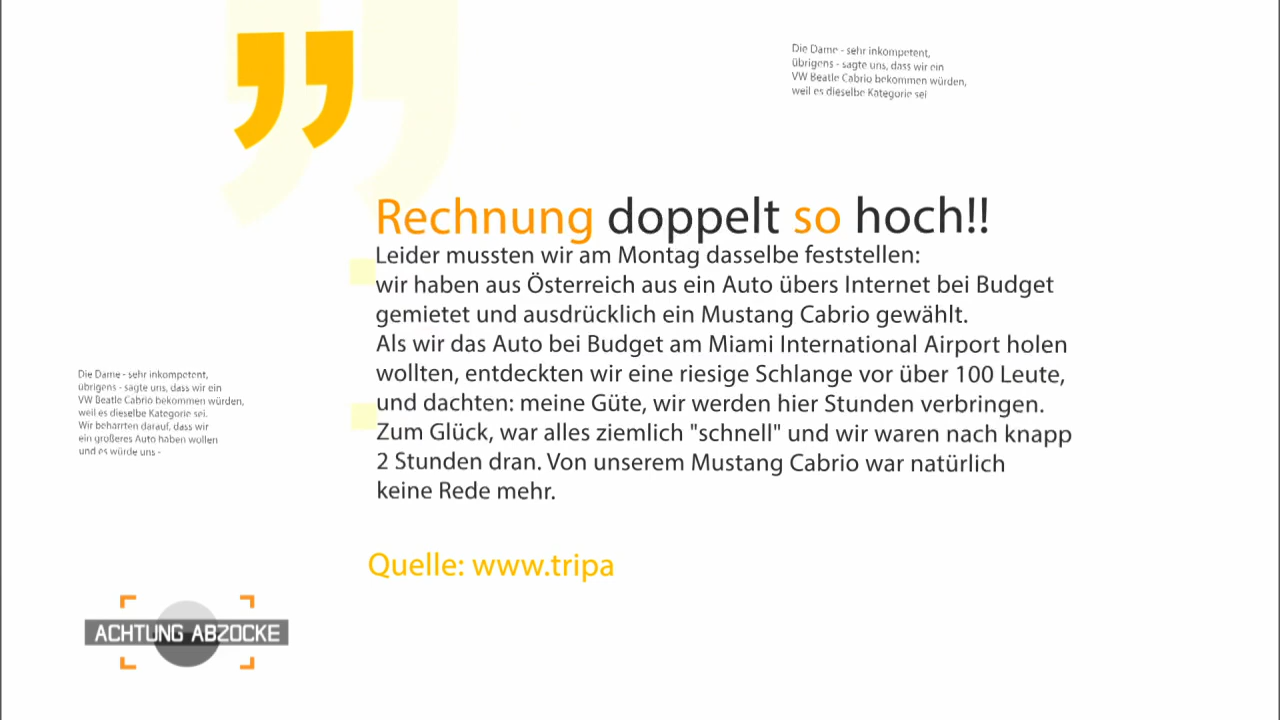 Die Dame - sehr inkompetent,
übrigens - sagte uns, dass wir ein
VW Beatle Cabrio bekommen würden,
weil es dieselbe Kategorie sei
Rechnung doppelt so hoch!!
Leider mussten wir am Montag dasselbe feststellen:
wir haben aus Österreich aus ein Auto übers Internet bei Budget
gemietet und ausdrücklich ein Mustang Cabrio gewählt.
Als wir das Auto bei Budget am Miami International Airport holen
wollten, entdeckten wir eine riesige Schlange vor über 100 Leute,
und dachten: meine Güte, wir werden hier Stunden verbringen.
Zum Glück, war alles ziemlich "schnell" und wir waren nach knapp
2 Stunden dran. Von unserem Mustang Cabrio war natürlich
keine Rede mehr.
Die Dame - sehr inkompetent,
übrigens - sagte uns, dass wir ein
VW Beatle Cabrio bekommen würden,
weil es dieselbe Kategorie sei.
Wir beharrten darauf, dass wir
ein großeres Auto haben wollen
und es würde uns -
Quelle: www.tripa
ACHTUNG ABZOCKE